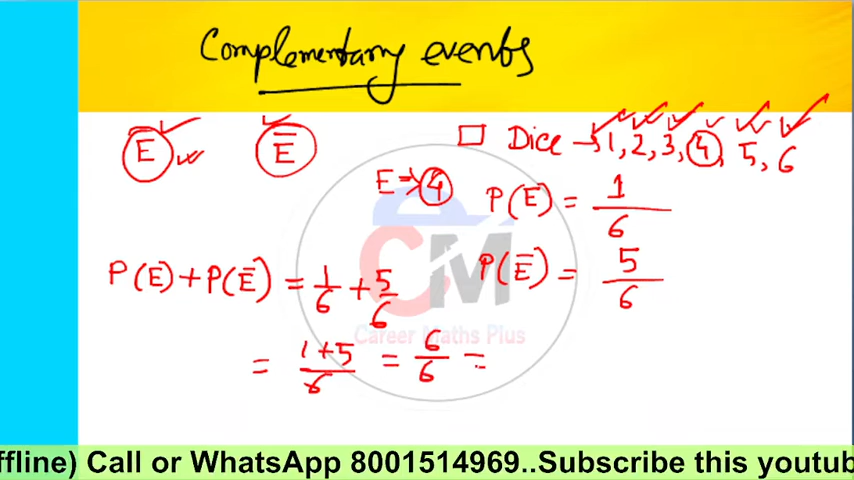 Complementary events
E Ē
Dice → 1, 2, 3, 4, 5, 6
E ⇒ 4
P(E) = 1/6
P(Ē) = 5/6
P(E) + P(Ē) = 1/6 + 5/6
= 1+5/6 = 6/6 =
CM
Career Maths Plus
ffline) Call or WhatsApp 8001514969..Subscribe this youtub